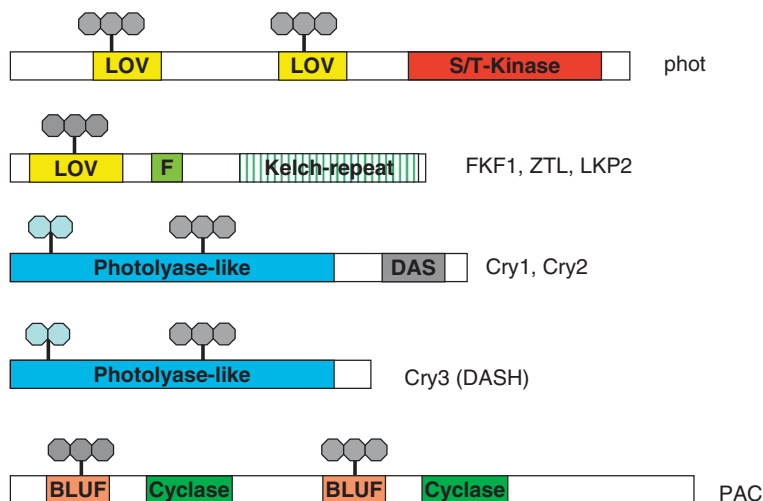 LOV LOV S/T-Kinase phot
LOV F Kelch-repeat FKF1, ZTL, LKP2
Photolyase-like DAS Cry1, Cry2
Photolyase-like Cry3 (DASH)
BLUF Cyclase BLUF Cyclase PAC